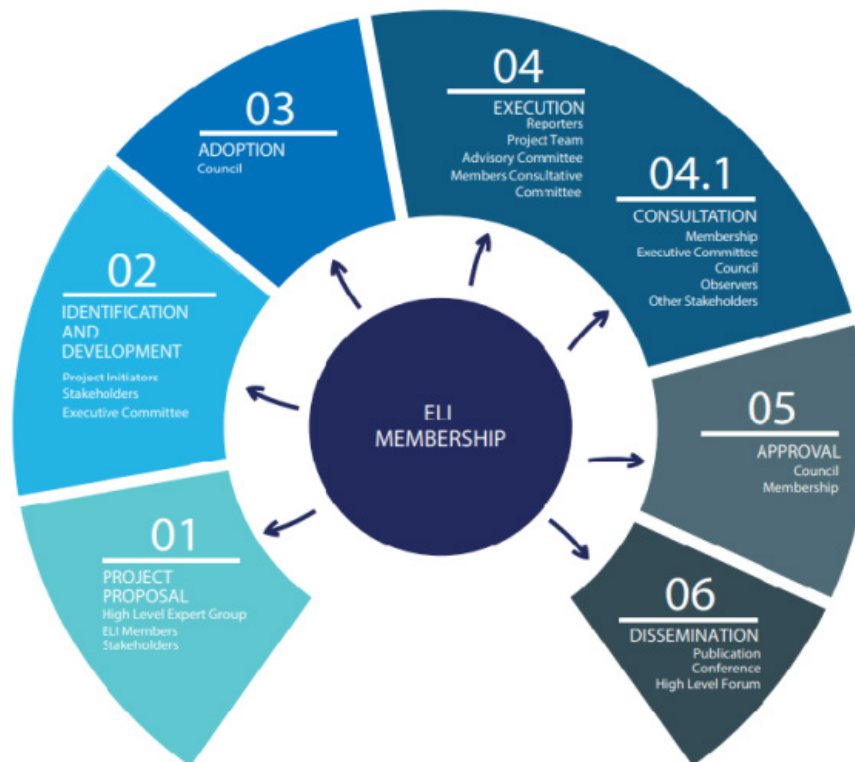 01
PROJECT
PROPOSAL
High Level Expert Group
ELI Members
Stakeholders
02
IDENTIFICATION
AND
DEVELOPMENT
Project Initiators
Stakeholders
Executive Committee
03
ADOPTION
Council
04
EXECUTION
Reporters
Project Team
Advisory Committee
Members Consultative
Committee
04.1
CONSULTATION
Membership
Executive Committee
Council
Observers
Other Stakeholders
05
APPROVAL
Council
Membership
06
DISSEMINATION
Publication
Conference
High Level Forum
ELI
MEMBERSHIP